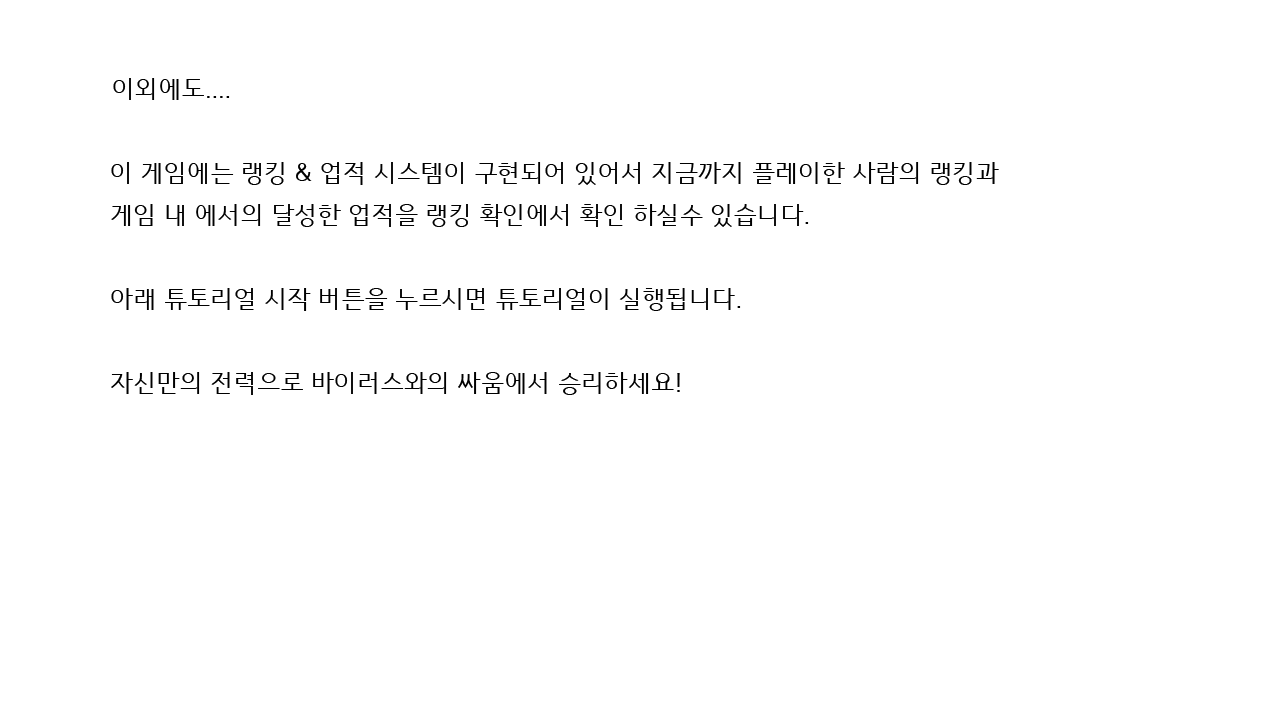 이외에도....
이 게임에는 랭킹 & 업적 시스템이 구현되어 있어서 지금까지 플레이한 사람의 랭킹과
게임 내 에서의 달성한 업적을 랭킹 확인에서 확인 하실수 있습니다.
아래 튜토리얼 시작 버튼을 누르시면 튜토리얼이 실행됩니다.
자신만의 전력으로 바이러스와의 싸움에서 승리하세요!